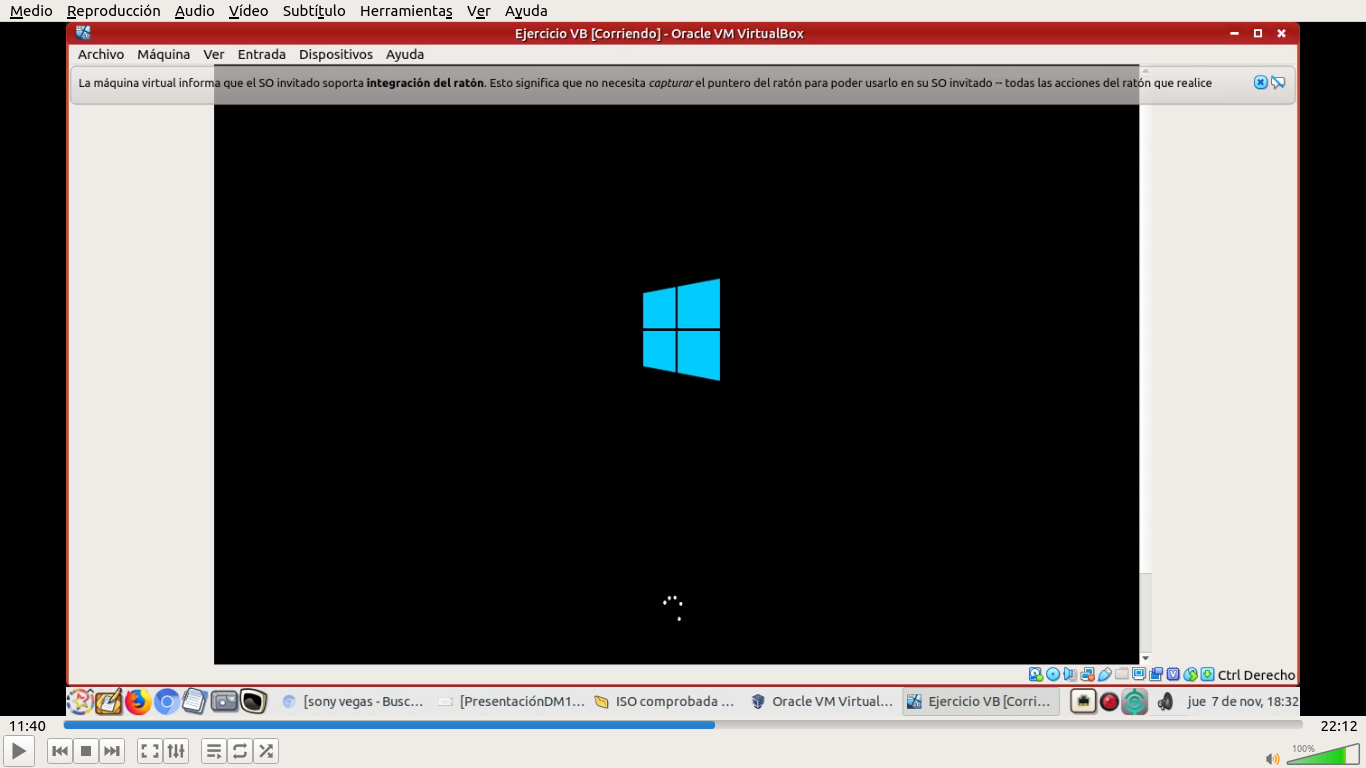 Medio Reproducción Audio Vídeo Subtítulo Herramientas Ver Ayuda
Ejercicio VB [Corriendo] - Oracle VM VirtualBox
Archivo Máquina Ver Entrada Dispositivos Ayuda
La máquina virtual informa que el SO invitado soporta integración del ratón. Esto significa que no necesita capturar el puntero del ratón para poder usarlo en su SO invitado -- todas las acciones del ratón que realice
Ctrl Derecho
[sony vegas - Busc... [PresentaciónDM1... ISO comprobada ... Oracle VM Virtual... Ejercicio VB [Corri... jue 7 de nov, 18:32
11:40 22:12
100%